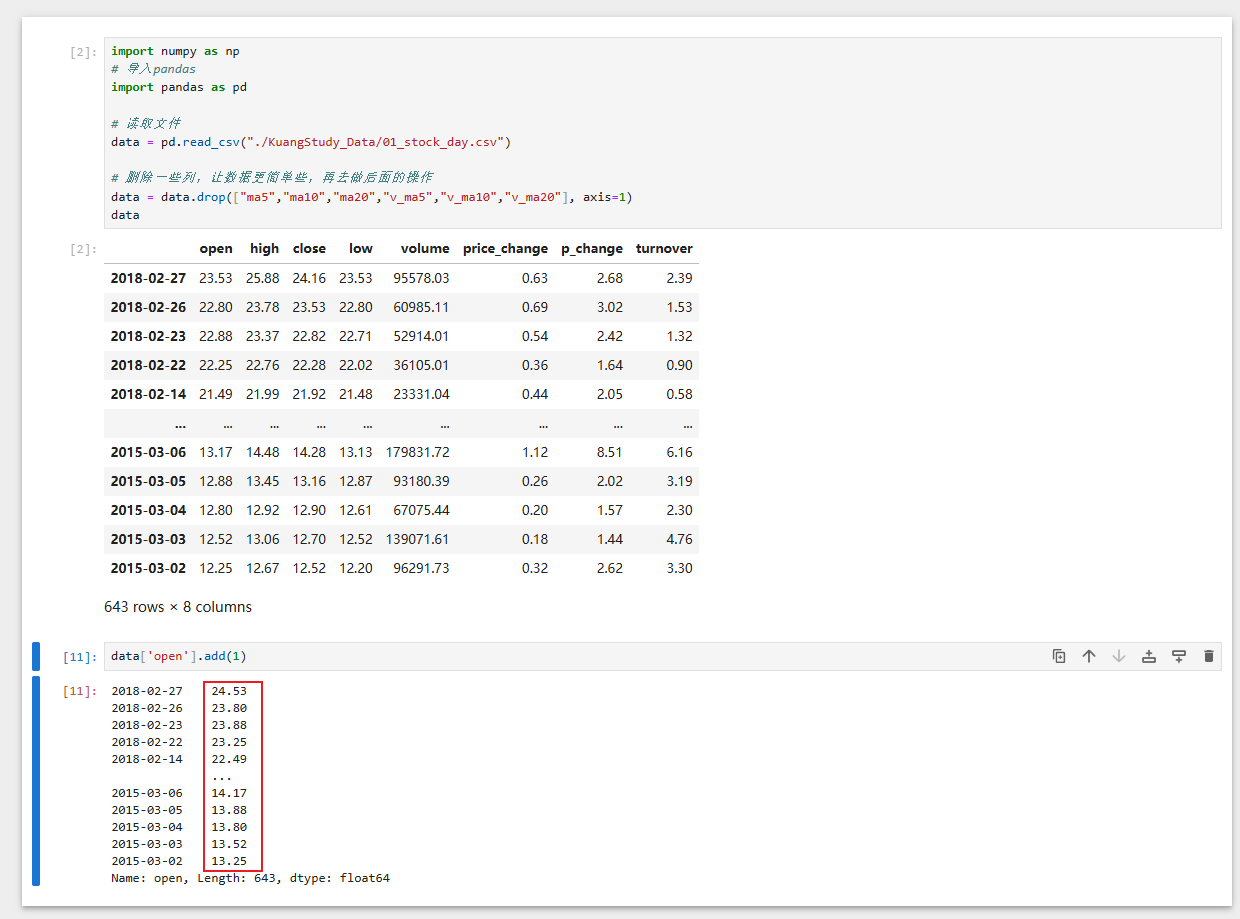 [2]: import numpy as np
# 导入pandas
import pandas as pd
# 读取文件
data = pd.read_csv("./KuangStudy_Data/01_stock_day.csv")
# 删除一些列，让数据更简单些，再去做后面的操作
data = data.drop(["ma5","ma10","ma20","v_ma5","v_ma10","v_ma20"], axis=1)
data
[2]: open high close low volume price_change p_change turnover
2018-02-27 23.53 25.88 24.16 23.53 95578.03 0.63 2.68 2.39
2018-02-26 22.80 23.78 23.53 22.80 60985.11 0.69 3.02 1.53
2018-02-23 22.88 23.37 22.82 22.71 52914.01 0.54 2.42 1.32
2018-02-22 22.25 22.76 22.28 22.02 36105.01 0.36 1.64 0.90
2018-02-14 21.49 21.99 21.92 21.48 23331.04 0.44 2.05 0.58
... ... ... ... ... ... ... ... ...
2015-03-06 13.17 14.48 14.28 13.13 179831.72 1.12 8.51 6.16
2015-03-05 12.88 13.45 13.16 12.87 93180.39 0.26 2.02 3.19
2015-03-04 12.80 12.92 12.90 12.61 67075.44 0.20 1.57 2.30
2015-03-03 12.52 13.06 12.70 12.52 139071.61 0.18 1.44 4.76
2015-03-02 12.25 12.67 12.52 12.20 96291.73 0.32 2.62 3.30
643 rows × 8 columns
[11]: data['open'].add(1)
[11]: 2018-02-27 24.53
2018-02-26 23.80
2018-02-23 23.88
2018-02-22 23.25
2018-02-14 22.49
...
2015-03-06 14.17
2015-03-05 13.88
2015-03-04 13.80
2015-03-03 13.52
2015-03-02 13.25
Name: open, Length: 643, dtype: float64